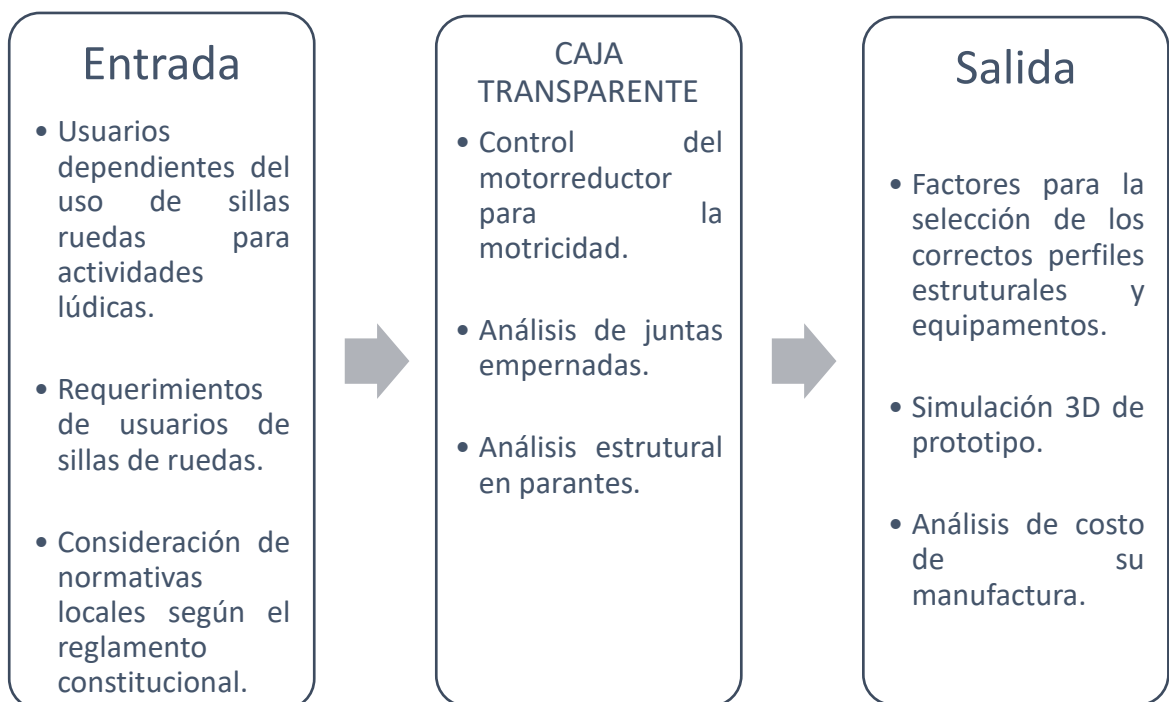 Entrada
• Usuarios
dependientes del
uso de sillas
ruedas para
actividades
lúdicas.
• Requerimientos
de usuarios de
sillas de ruedas.
• Consideración de
normativas
locales según el
reglamento
constitucional.
CAJA
TRANSPARENTE
• Control del
motorreductor
para la
motricidad.
• Análisis de juntas
empernadas.
• Análisis estrutural
en parantes.
Salida
• Factores para la
selección de los
correctos perfiles
estructurales y
equipamentos.
• Simulación 3D de
prototipo.
• Análisis de costo
de su
manufactura.